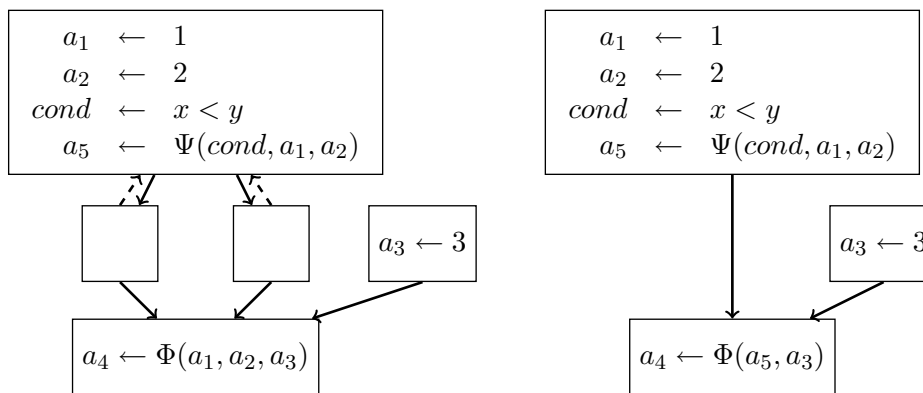 a₁ ← 1
a₂ ← 2
cond ← x < y
a₅ ← Ψ(cond, a₁, a₂)
a₃ ← 3
a₄ ← Φ(a₁, a₂, a₃)
a₁ ← 1
a₂ ← 2
cond ← x < y
a₅ ← Ψ(cond, a₁, a₂)
a₃ ← 3
a₄ ← Φ(a₅, a₃)